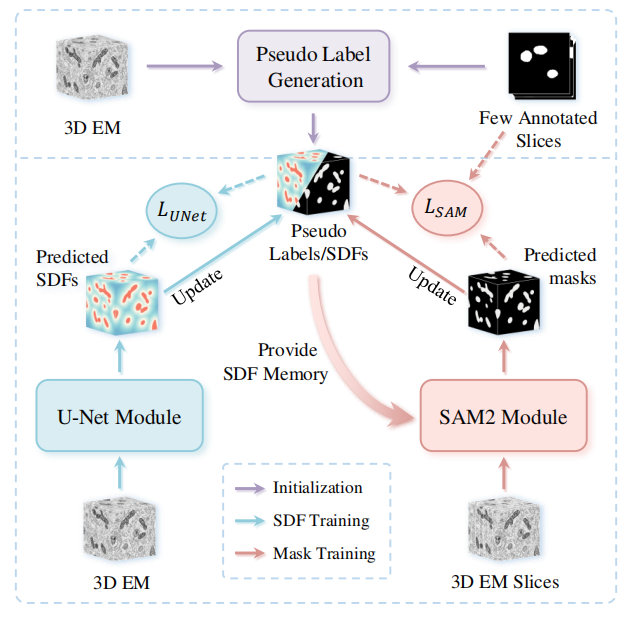 Pseudo Label
Generation
3D EM
Few Annotated
Slices
L_UNet
L_SAM
Pseudo
Labels/SDFs
Predicted
SDFs
Predicted
masks
Update
Update
Provide
SDF Memory
U-Net Module
SAM2 Module
Initialization
SDF Training
Mask Training
3D EM
3D EM Slices